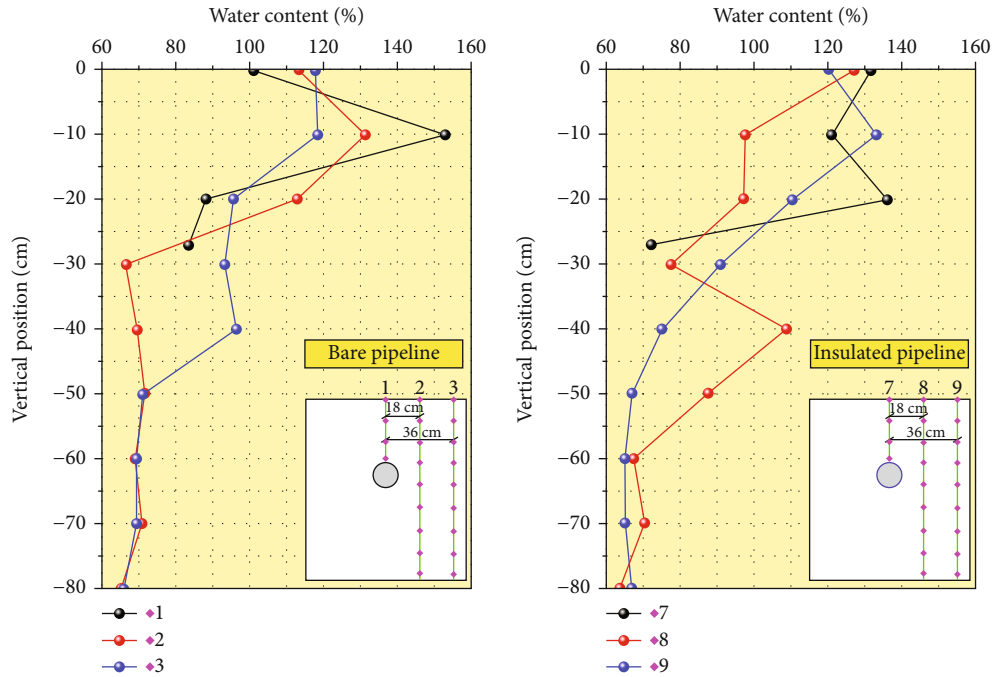 Water content (%)
60 80 100 120 140 160
0
−10
−20
−30
−40
−50
−60
−70
−80
Vertical position (cm)
Bare pipeline
1 2 3
18 cm
36 cm
1
2
3
Water content (%)
60 80 100 120 140 160
0
−10
−20
−30
−40
−50
−60
−70
−80
Vertical position (cm)
Insulated pipeline
7 8 9
18 cm
36 cm
7
8
9